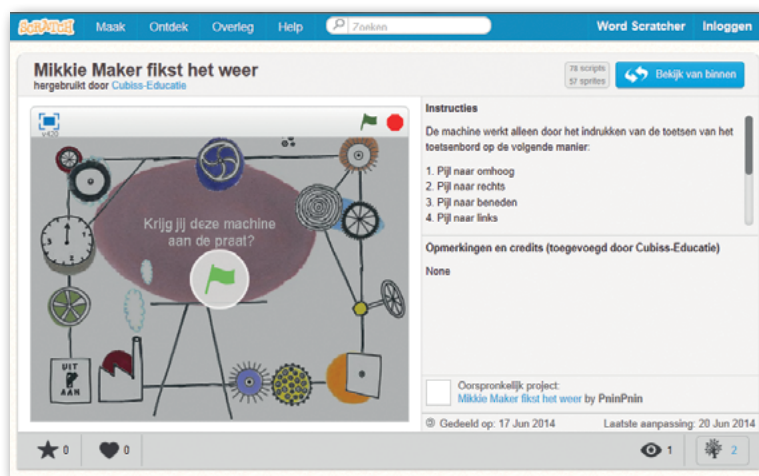 SCRATCH Maak Ontdek Overleg Help Zoeken Word Scratcher Inloggen
Mikkie Maker fikst het weer
hergebruikt door Cubiss-Educatie
78 scripts
57 sprites
Bekijk van binnen
v420
Krijg jij deze machine
aan de praat?
UIT
AAN
Instructies
De machine werkt alleen door het indrukken van de toetsen van het
toetsenbord op de volgende manier:
1. Pijl naar omhoog
2. Pijl naar rechts
3. Pijl naar beneden
4. Pijl naar links
Opmerkingen en credits (toegevoegd door Cubiss-Educatie)
None
Oorspronkelijk project:
Mikkie Maker fikst het weer by PninPnin
Gedeeld op: 17 Jun 2014 Laatste aanpassing: 20 Jun 2014
0 0 1 2